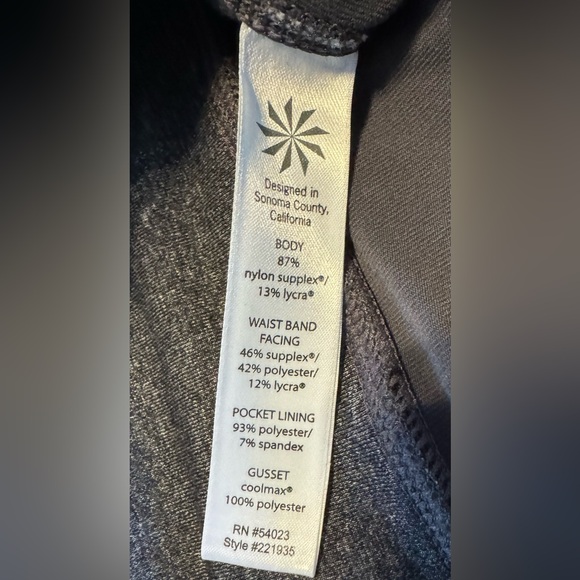 Designed in
Sonoma County,
California
BODY
87%
nylon supplex®/
13% lycra®
WAIST BAND
FACING
46% supplex®/
42% polyester/
12% lycra®
POCKET LINING
93% polyester/
7% spandex
GUSSET
coolmax®
100% polyester
RN #54023
Style #221935